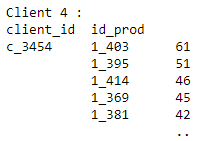 Client 4 :
client_id id_prod
c_3454 1_403 61
1_395 51
1_414 46
1_369 45
1_381 42
..